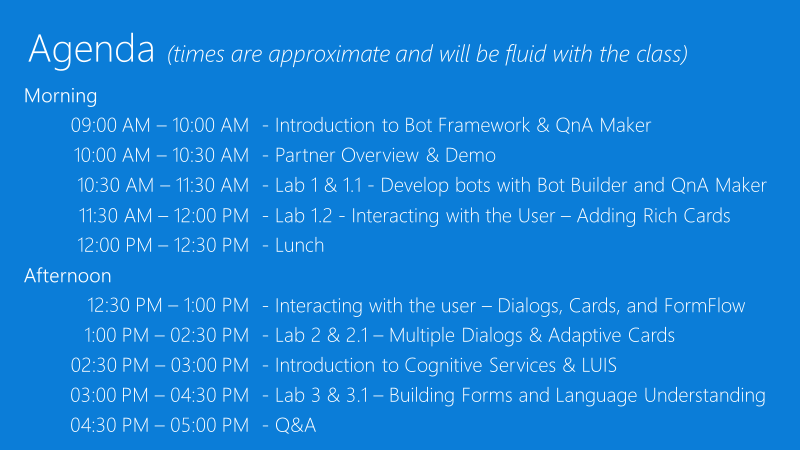 Agenda (times are approximate and will be fluid with the class)
Morning
09:00 AM – 10:00 AM - Introduction to Bot Framework & QnA Maker
10:00 AM – 10:30 AM - Partner Overview & Demo
10:30 AM – 11:30 AM - Lab 1 & 1.1 - Develop bots with Bot Builder and QnA Maker
11:30 AM – 12:00 PM - Lab 1.2 - Interacting with the User – Adding Rich Cards
12:00 PM – 12:30 PM - Lunch
Afternoon
12:30 PM – 1:00 PM - Interacting with the user – Dialogs, Cards, and FormFlow
1:00 PM – 02:30 PM - Lab 2 & 2.1 – Multiple Dialogs & Adaptive Cards
02:30 PM – 03:00 PM - Introduction to Cognitive Services & LUIS
03:00 PM – 04:30 PM - Lab 3 & 3.1 – Building Forms and Language Understanding
04:30 PM – 05:00 PM - Q&A